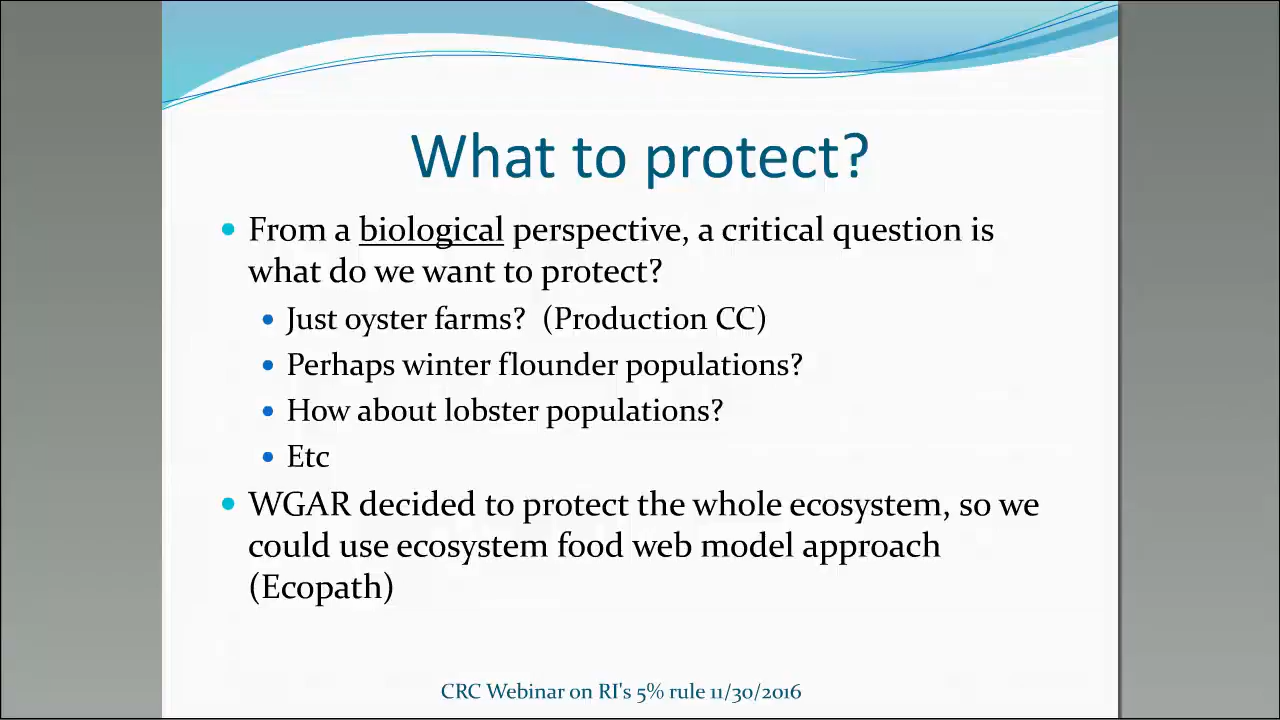 What to protect?
From a biological perspective, a critical question is
what do we want to protect?
Just oyster farms? (Production CC)
Perhaps winter flounder populations?
How about lobster populations?
Etc
WGAR decided to protect the whole ecosystem, so we
could use ecosystem food web model approach
(Ecopath)
CRC Webinar on RI's 5% rule 11/30/2016